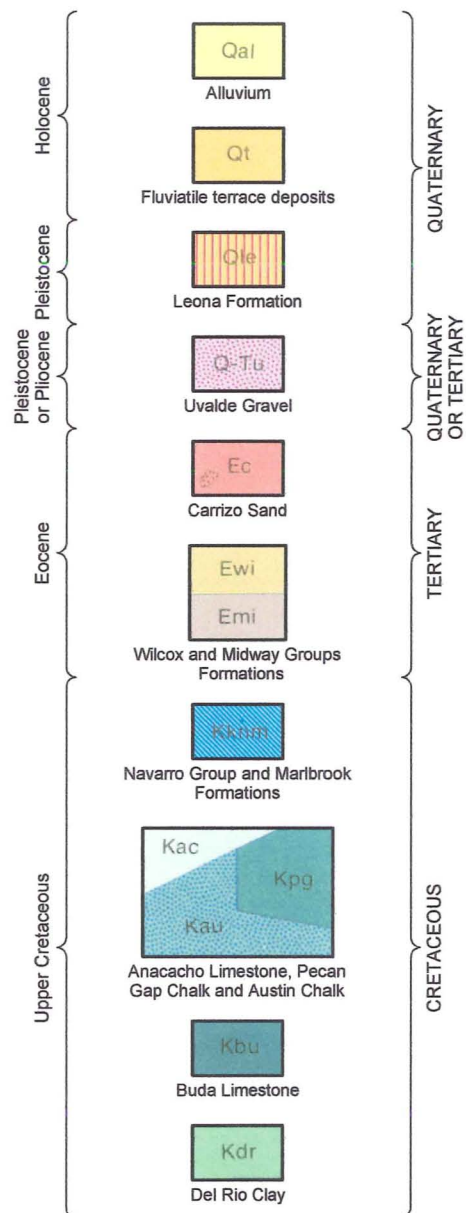 Qal
Alluvium
Holocene
Qt
Fluviatile terrace deposits
QUATERNARY
Qle
Leona Formation
Pleistocene
Q-Tu
Uvalde Gravel
Pleistocene
or Pliocene
QUATERNARY
OR TERTIARY
Ec
Carrizo Sand
Eocene
TERTIARY
Ewi
Emi
Wilcox and Midway Groups
Formations
Kknm
Navarro Group and Marlbrook
Formations
Kac
Kpg
Kau
Anacacho Limestone, Pecan
Gap Chalk and Austin Chalk
Upper Cretaceous
CRETACEOUS
Kbu
Buda Limestone
Kdr
Del Rio Clay